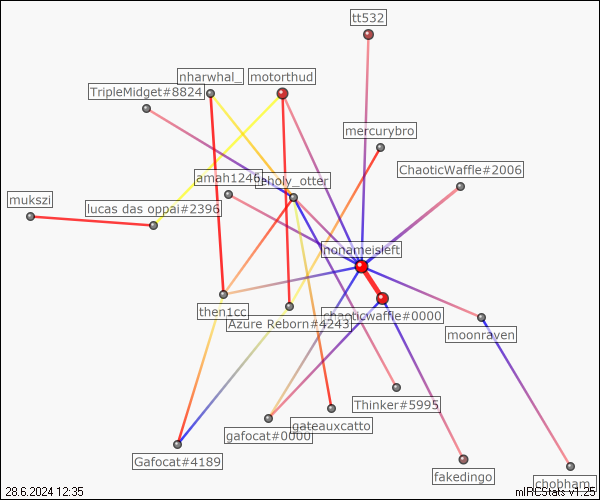 tt532
nharwhal_
motorthud
TripleMidget#8824
mercurybro
ChaoticWaffle#2006
amah1246
mukszi
lucas das oppai#2396
nonameisleft
then1cc
Azure Reborn#4243
chaoticwaffle#0000
moonraven
Thinker#5995
gateauxcatto
gafocat#0000
Gafocat#4189
fakedingo
chobham_
28.6.2024 12:35
mIRCStats v1.25